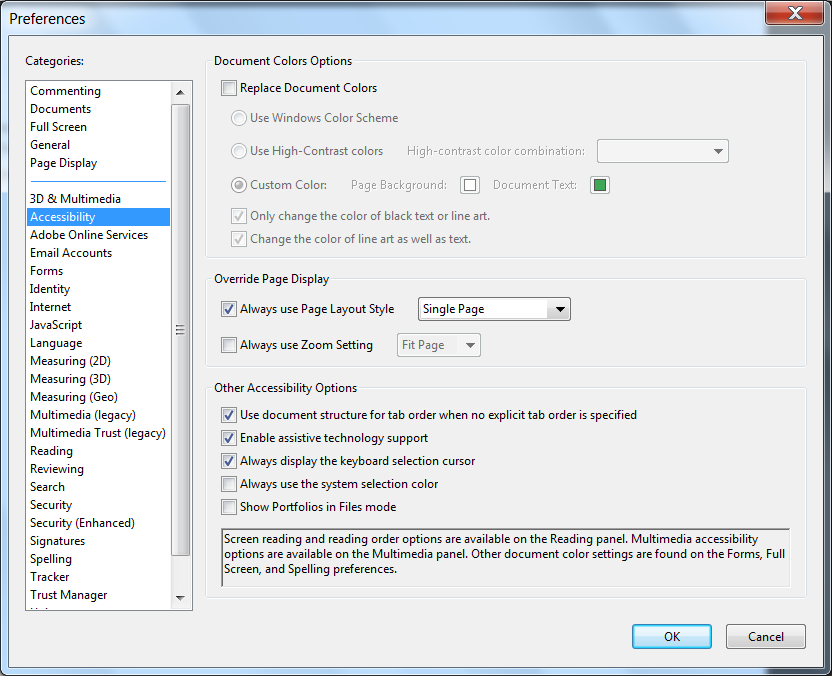 Preferences
Categories:
Commenting
Documents
Full Screen
General
Page Display
3D & Multimedia
Accessibility
Adobe Online Services
Email Accounts
Forms
Identity
Internet
JavaScript
Language
Measuring (2D)
Measuring (3D)
Measuring (Geo)
Multimedia (legacy)
Multimedia Trust (legacy)
Reading
Reviewing
Search
Security
Security (Enhanced)
Signatures
Spelling
Tracker
Trust Manager
Document Colors Options
Replace Document Colors
Use Windows Color Scheme
Use High-Contrast colors High-contrast color combination:
Custom Color: Page Background: Document Text:
Only change the color of black text or line art.
Change the color of line art as well as text.
Override Page Display
Always use Page Layout Style Single Page
Always use Zoom Setting Fit Page
Other Accessibility Options
Use document structure for tab order when no explicit tab order is specified
Enable assistive technology support
Always display the keyboard selection cursor
Always use the system selection color
Show Portfolios in Files mode
Screen reading and reading order options are available on the Reading panel. Multimedia accessibility
options are available on the Multimedia panel. Other document color settings are found on the Forms, Full
Screen, and Spelling preferences.
OK Cancel